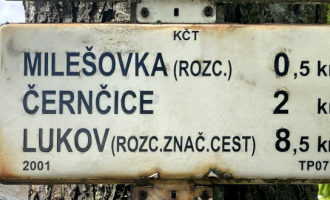 KČT
MILEŠOVKA (ROZC.) 0,5 k
ČERNČICE 2 k
LUKOV (ROZC.ZNAČ.CEST) 8,5 k
2001 TP07